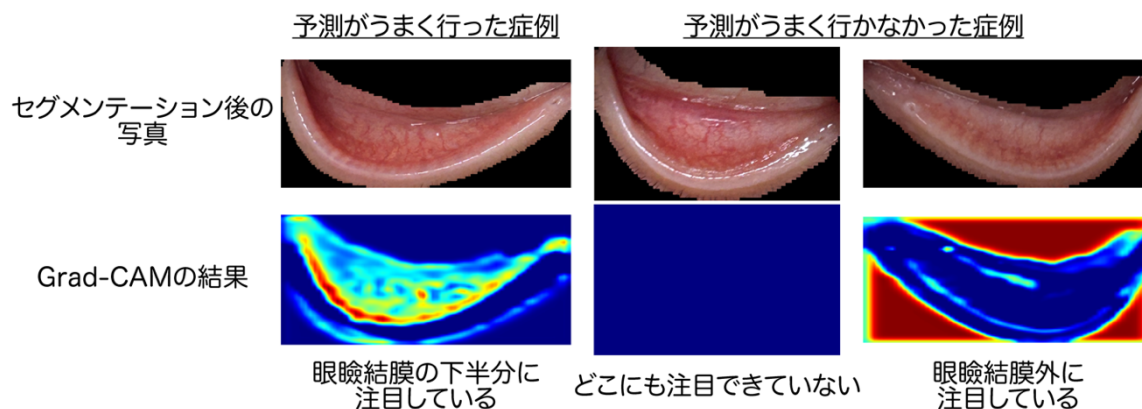 予測がうまく行った症例
予測がうまく行かなかった症例
セグメンテーション後の
写真
Grad-CAMの結果
眼瞼結膜の下半分に
注目している
どこにも注目できていない
眼瞼結膜外に
注目している